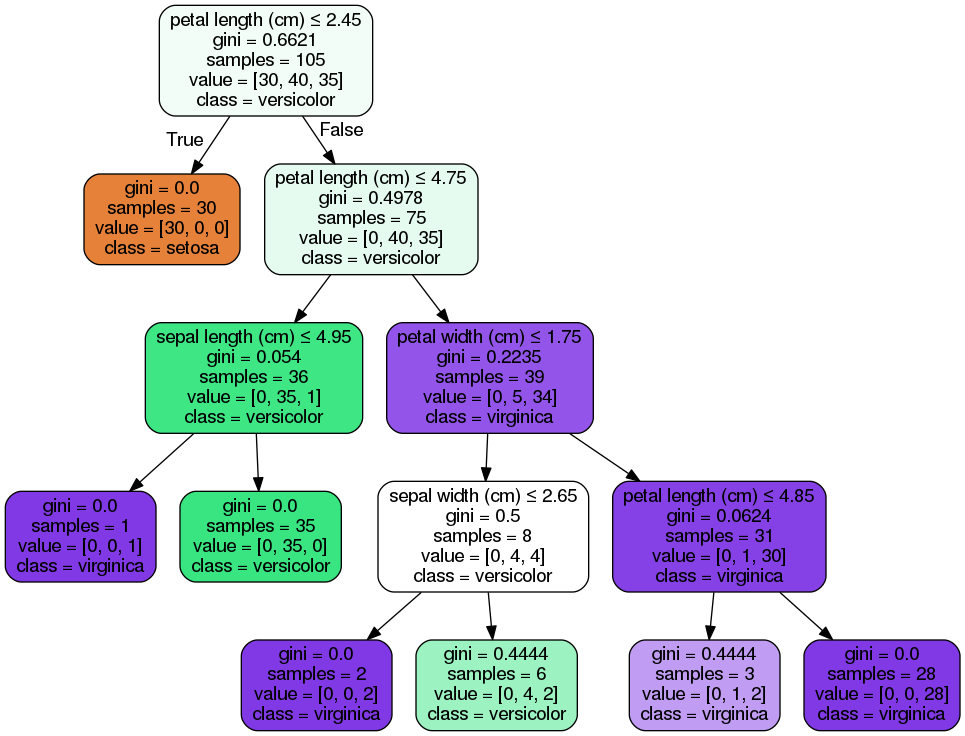 petal length (cm) ≤ 2.45
gini = 0.6621
samples = 105
value = [30, 40, 35]
class = versicolor
True
False
gini = 0.0
samples = 30
value = [30, 0, 0]
class = setosa
petal length (cm) ≤ 4.75
gini = 0.4978
samples = 75
value = [0, 40, 35]
class = versicolor
sepal length (cm) ≤ 4.95
gini = 0.054
samples = 36
value = [0, 35, 1]
class = versicolor
petal width (cm) ≤ 1.75
gini = 0.2235
samples = 39
value = [0, 5, 34]
class = virginica
gini = 0.0
samples = 1
value = [0, 0, 1]
class = virginica
gini = 0.0
samples = 35
value = [0, 35, 0]
class = versicolor
sepal width (cm) ≤ 2.65
gini = 0.5
samples = 8
value = [0, 4, 4]
class = versicolor
petal length (cm) ≤ 4.85
gini = 0.0624
samples = 31
value = [0, 1, 30]
class = virginica
gini = 0.0
samples = 2
value = [0, 0, 2]
class = virginica
gini = 0.4444
samples = 6
value = [0, 4, 2]
class = versicolor
gini = 0.4444
samples = 3
value = [0, 1, 2]
class = virginica
gini = 0.0
samples = 28
value = [0, 0, 28]
class = virginica